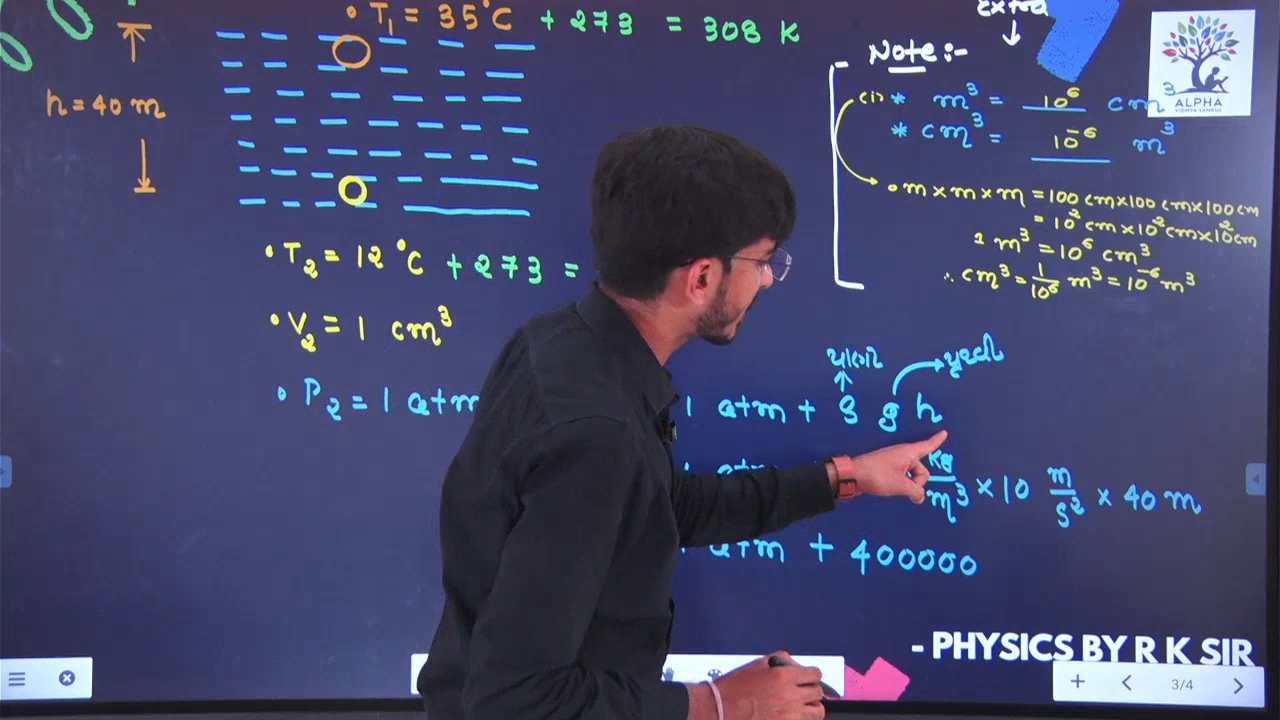 • T₁ = 35°C + 273 = 308 K
Extra
↓
h = 40 m
Note :-
(i) * m³ = 10⁶ cm³
* cm³ = 10⁻⁶ m³
• m × m × m = 100 cm × 100 cm × 100 cm
= 10² cm × 10² cm × 10² cm
1 m³ = 10⁶ cm³
∴ cm³ = 1/10⁶ m³ = 10⁻⁶ m³
ALPHA
VIDHYA SANKUL
• T₂ = 12°C + 273 =
• V₂ = 1 cm³
પાણી પૃથ્વી
• P₂ = 1 atm 1 atm + ρ g h
kg/m³ × 10 m/s² × 40 m
atm + 400000
- PHYSICS BY R K SIR
3/4